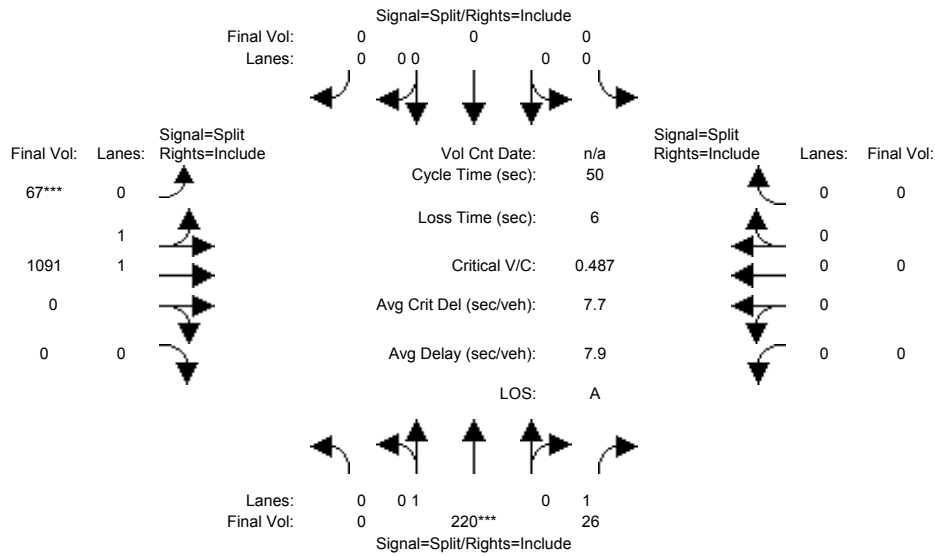 Signal=Split/Rights=Include
Final Vol: 0 0 0
Lanes: 0 0 0 0 0
Signal=Split
Final Vol: Lanes: Rights=Include
Vol Cnt Date: n/a
Signal=Split
Rights=Include Lanes: Final Vol:
Cycle Time (sec): 50
67*** 0
0 0
Loss Time (sec): 6
1
0
1091 1
Critical V/C: 0.487
0 0
0
Avg Crit Del (sec/veh): 7.7
0
0 0
Avg Delay (sec/veh): 7.9
0 0
LOS: A
Lanes: 0 0 1 0 1
Final Vol: 0 220*** 26
Signal=Split/Rights=Include